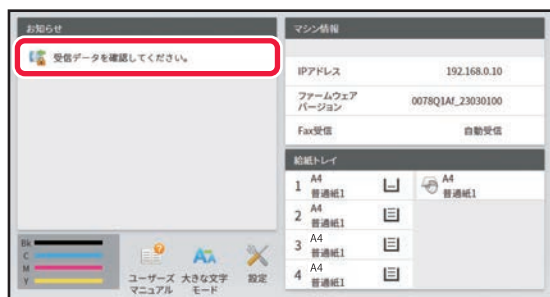 お知らせ
受信データを確認してください。
マシン情報
IPアドレス 192.168.0.10
ファームウェア
バージョン 0078Q1Af_23030100
Fax受信 自動受信
給紙トレイ
1 A4
普通紙1
A4
普通紙1
2 A4
普通紙1
3 A4
普通紙1
4 A4
普通紙1
Bk
C
M
Y
ユーザーズ
マニュアル
大きな文字
モード
設定